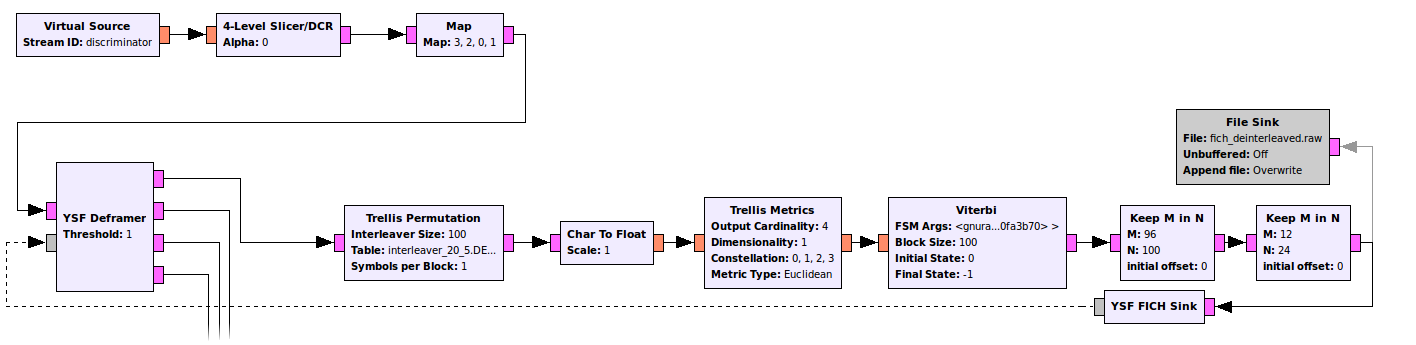 Virtual Source
Stream ID: discriminator
4-Level Slicer/DCR
Alpha: 0
Map
Map: 3, 2, 0, 1
File Sink
File: fich_deinterleaved.raw
Unbuffered: Off
Append file: Overwrite
YSF Deframer
Threshold: 1
Trellis Permutation
Interleaver Size: 100
Table: interleaver_20_5.DE...
Symbols per Block: 1
Char To Float
Scale: 1
Trellis Metrics
Output Cardinality: 4
Dimensionality: 1
Constellation: 0, 1, 2, 3
Metric Type: Euclidean
Viterbi
FSM Args: <gnura...0fa3b70> >
Block Size: 100
Initial State: 0
Final State: -1
Keep M in N
M: 96
N: 100
initial offset: 0
Keep M in N
M: 12
N: 24
initial offset: 0
YSF FICH Sink